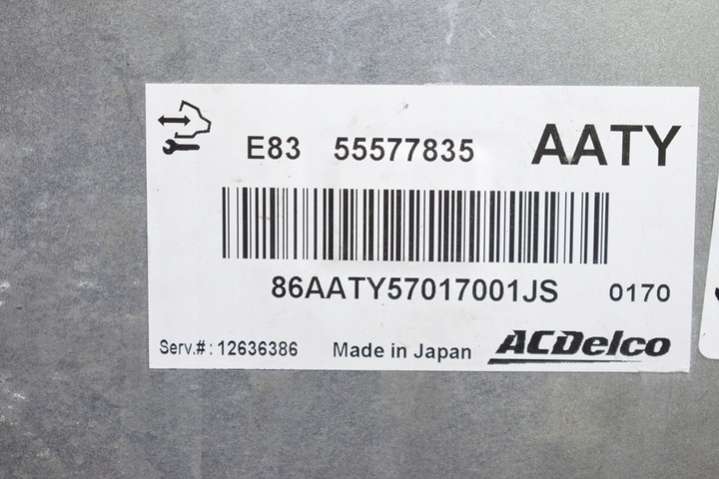 E83 55577835 AATY
86AATY57017001JS 0170
Serv.#: 12636386 Made in Japan ACDelco